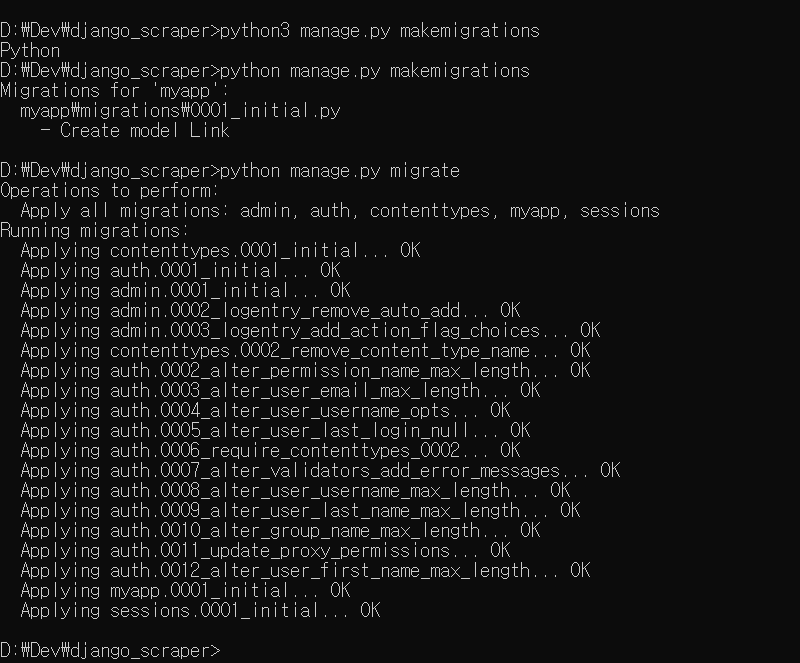 D:₩Dev₩django_scraper>python3 manage.py makemigrations
Python
D:₩Dev₩django_scraper>python manage.py makemigrations
Migrations for 'myapp':
  myapp₩migrations₩0001_initial.py
    - Create model Link
D:₩Dev₩django_scraper>python manage.py migrate
Operations to perform:
  Apply all migrations: admin, auth, contenttypes, myapp, sessions
Running migrations:
  Applying contenttypes.0001_initial... OK
  Applying auth.0001_initial... OK
  Applying admin.0001_initial... OK
  Applying admin.0002_logentry_remove_auto_add... OK
  Applying admin.0003_logentry_add_action_flag_choices... OK
  Applying contenttypes.0002_remove_content_type_name... OK
  Applying auth.0002_alter_permission_name_max_length... OK
  Applying auth.0003_alter_user_email_max_length... OK
  Applying auth.0004_alter_user_username_opts... OK
  Applying auth.0005_alter_user_last_login_null... OK
  Applying auth.0006_require_contenttypes_0002... OK
  Applying auth.0007_alter_validators_add_error_messages... OK
  Applying auth.0008_alter_user_username_max_length... OK
  Applying auth.0009_alter_user_last_name_max_length... OK
  Applying auth.0010_alter_group_name_max_length... OK
  Applying auth.0011_update_proxy_permissions... OK
  Applying auth.0012_alter_user_first_name_max_length... OK
  Applying myapp.0001_initial... OK
  Applying sessions.0001_initial... OK
D:₩Dev₩django_scraper>